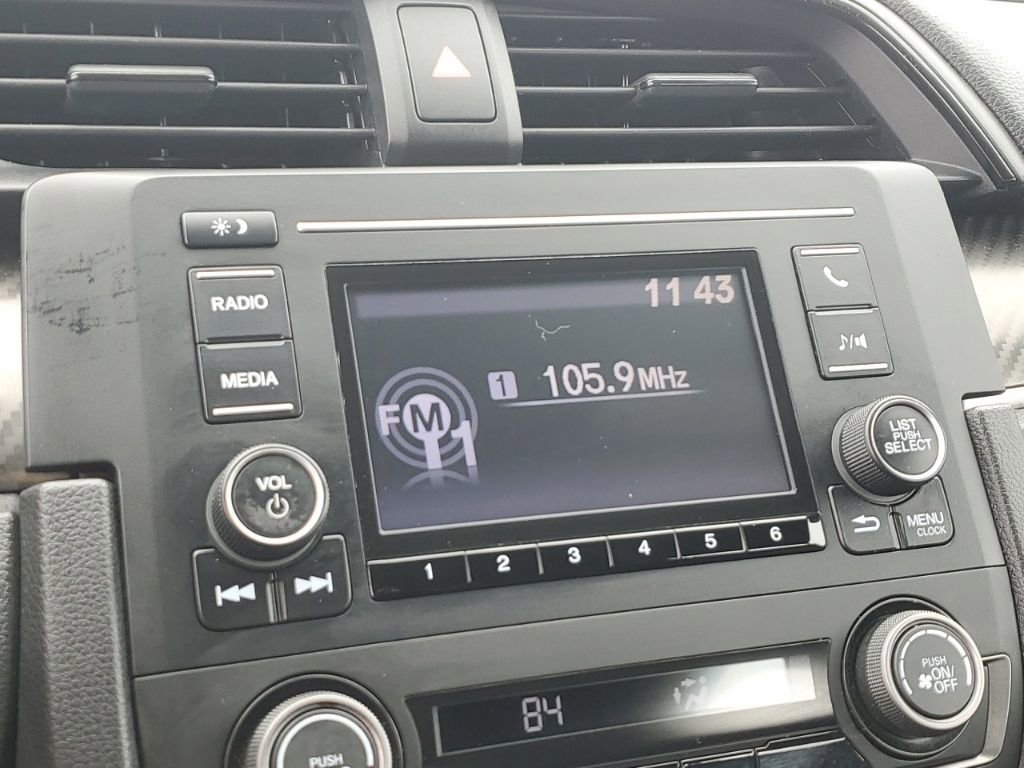 RADIO
MEDIA
VOL
11 43
1 105.9MHz
FM 1
LIST
PUSH
SELECT
MENU
CLOCK
1 2 3 4 5 6
84
PUSH
PUSH
ON/
OFF